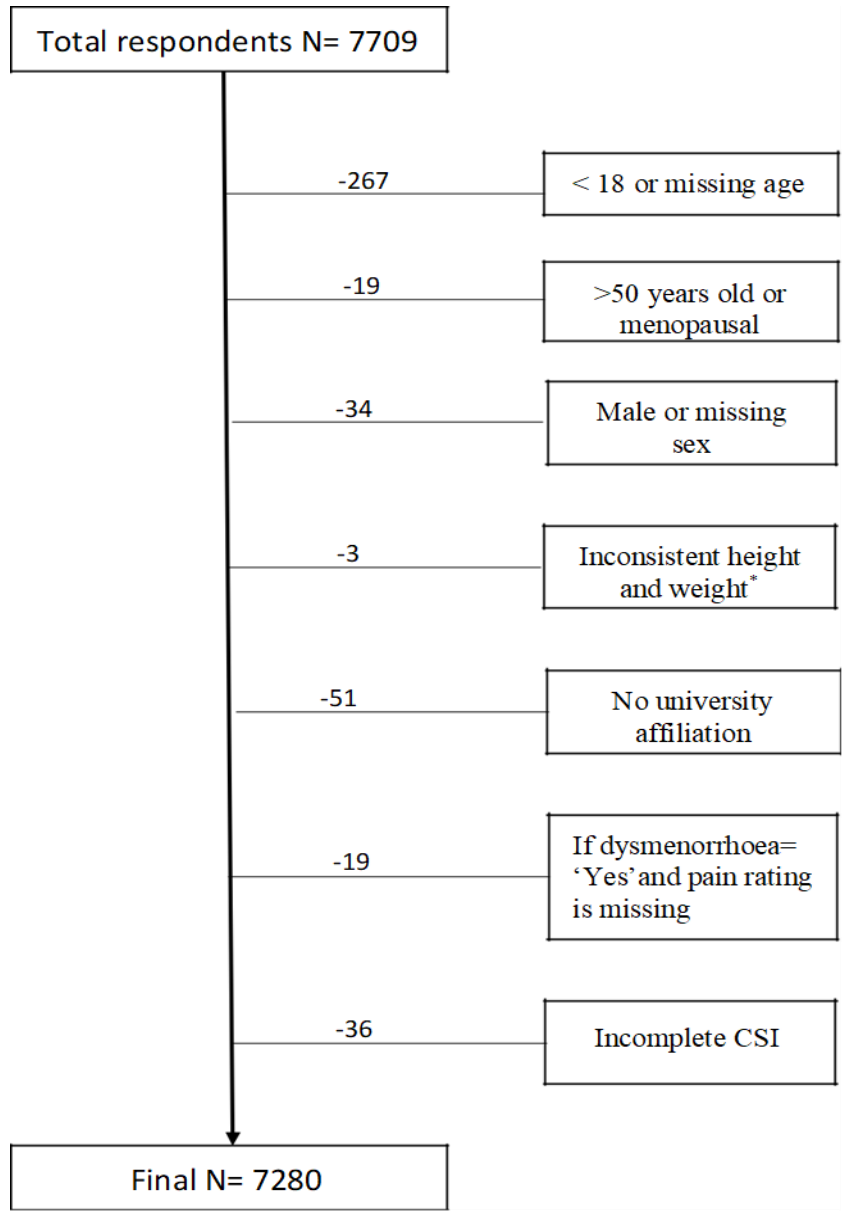 Total respondents N= 7709
-267
< 18 or missing age
-19
>50 years old or
menopausal
-34
Male or missing
sex
-3
Inconsistent height
and weight*
-51
No university
affiliation
-19
If dysmenorrhoea=
‘Yes’and pain rating
is missing
-36
Incomplete CSI
Final N= 7280